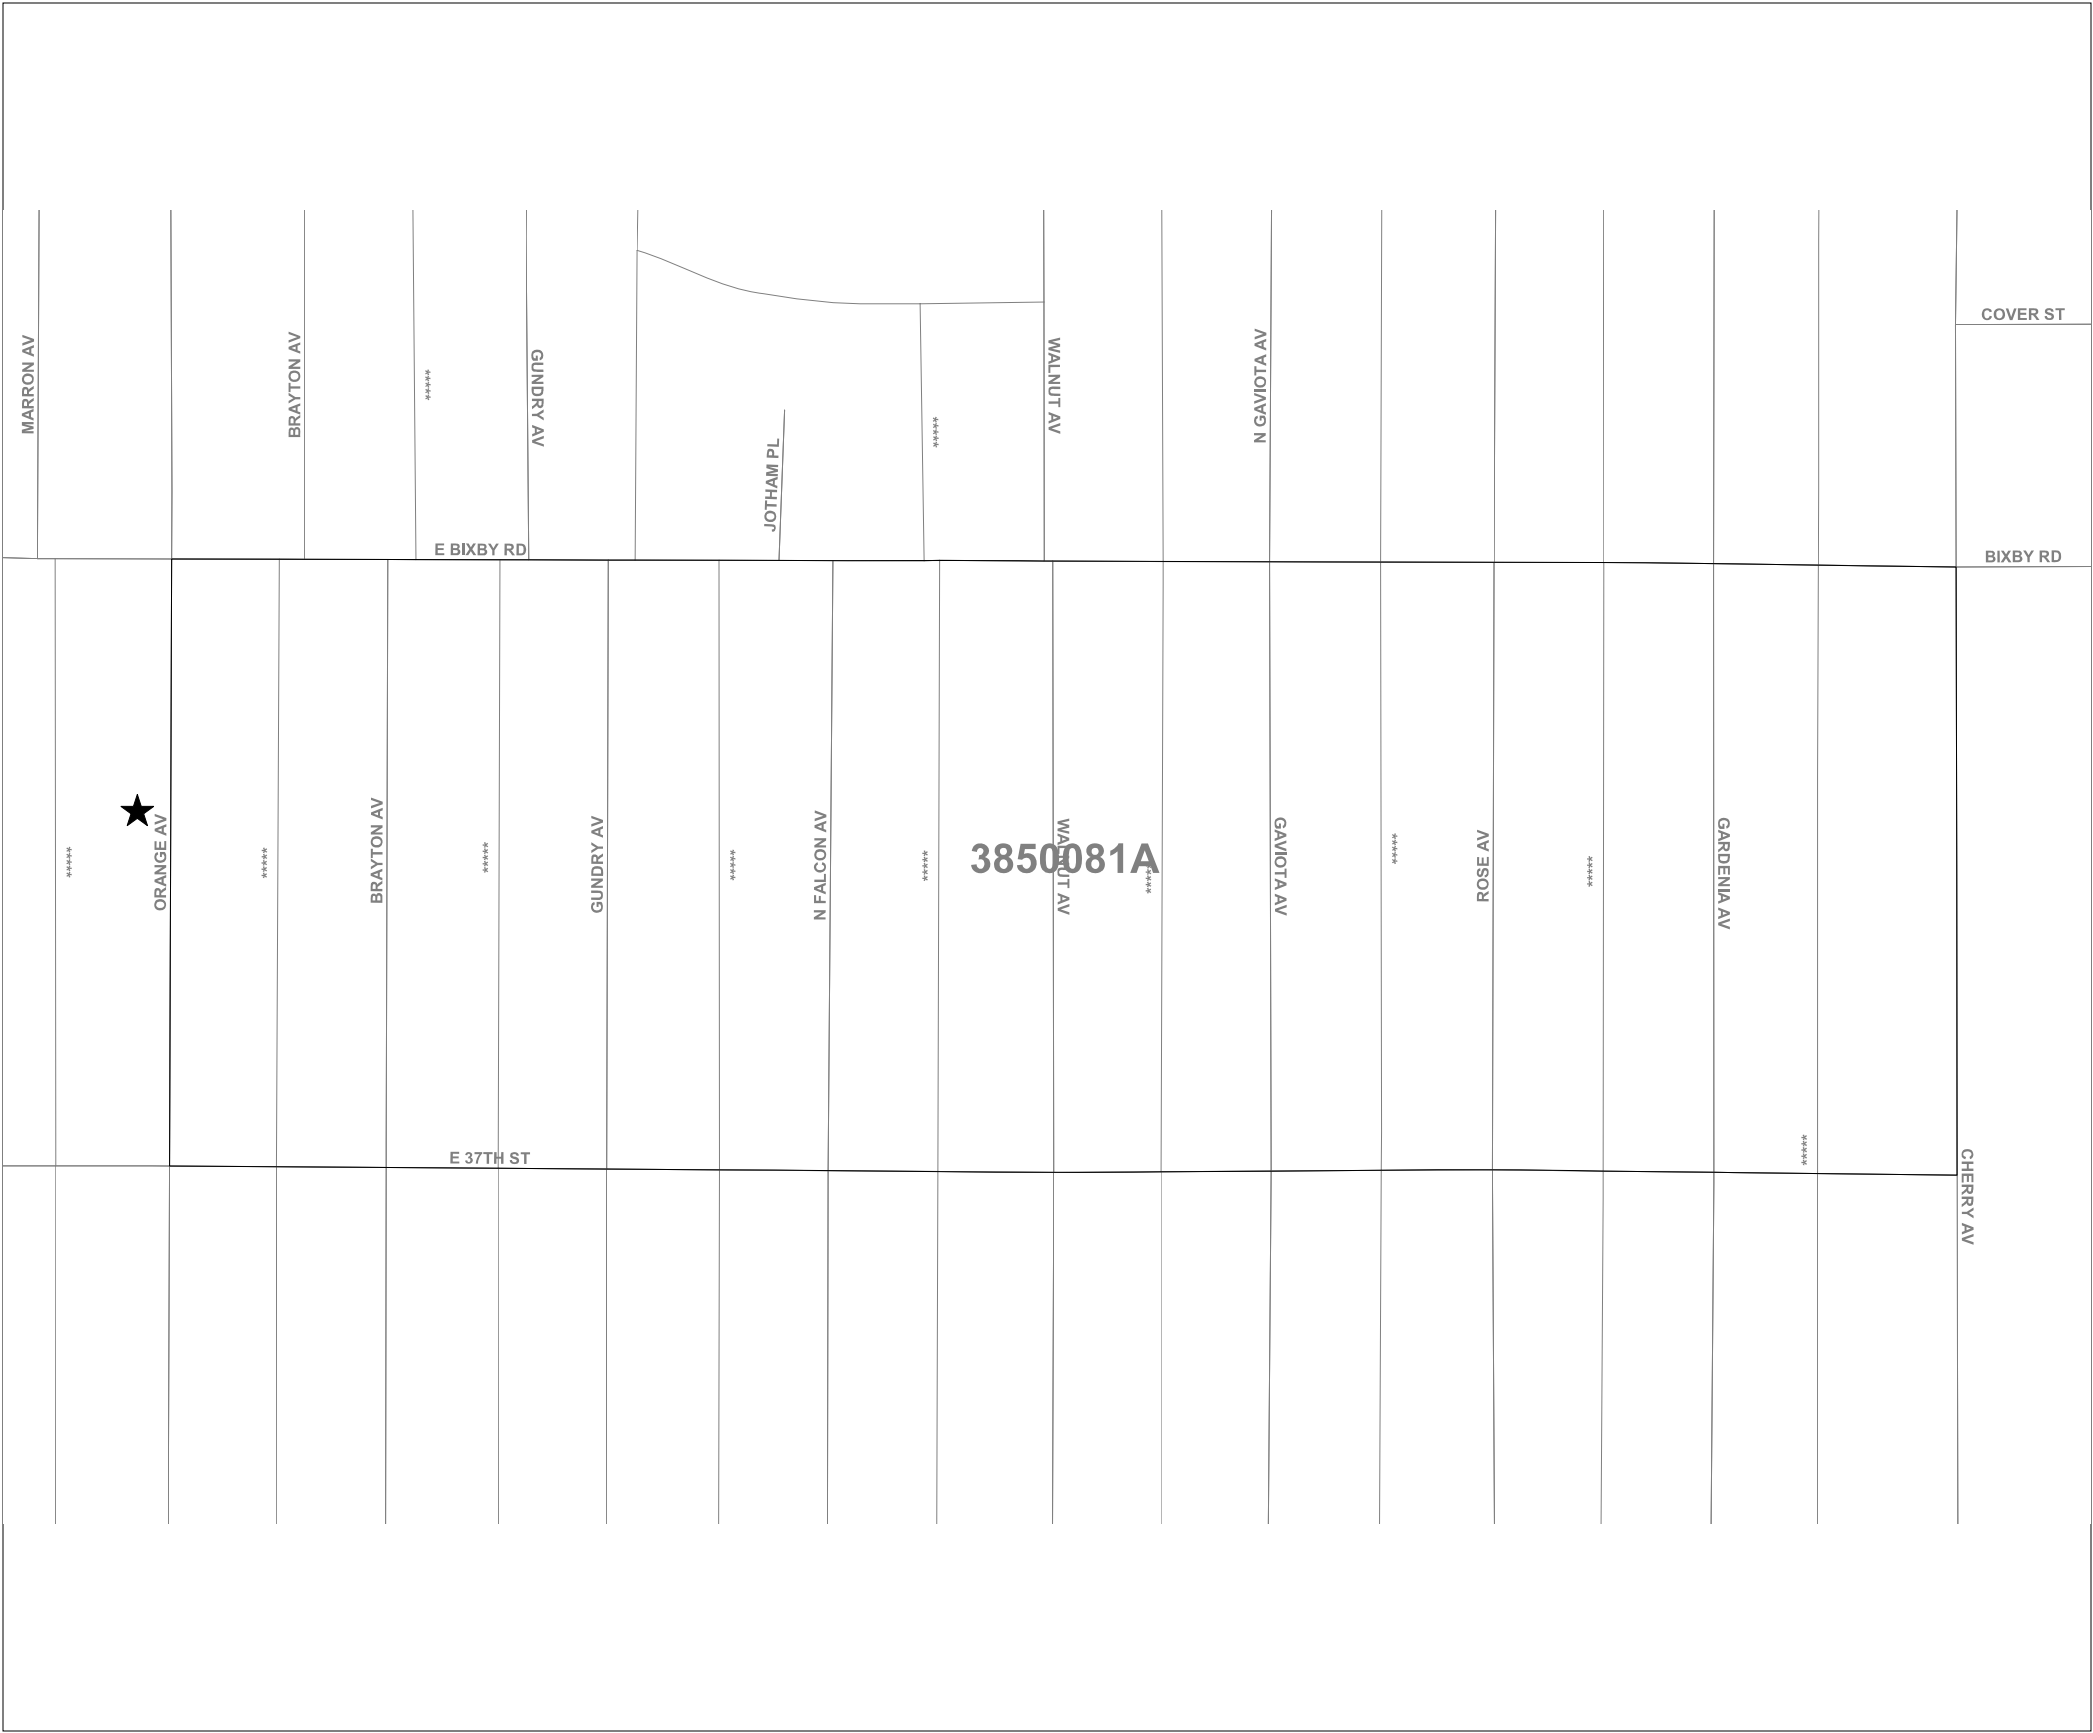 COVER ST
MARRON AV
BRAYTON AV
*****
GUNDRY AV
JOTHAM PL
*****
WALNUT AV
N GAVIOTA AV
E BIXBY RD
BIXBY RD
*****
ORANGE AV
*****
BRAYTON AV
*****
GUNDRY AV
*****
N FALCON AV
*****
3850081A
WALNUT AV
*****
GAVIOTA AV
*****
ROSE AV
*****
GARDENIA AV
*****
E 37TH ST
CHERRY AV